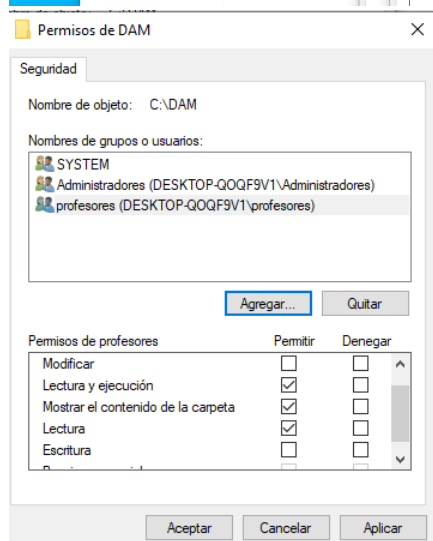 Permisos de DAM
Seguridad
Nombre de objeto: C:\DAM
Nombres de grupos o usuarios:
SYSTEM
Administradores (DESKTOP-QOQF9V1\Administradores)
profesores (DESKTOP-QOQF9V1\profesores)
Agregar... Quitar
Permisos de profesores Permitir Denegar
Modificar
Lectura y ejecución
Mostrar el contenido de la carpeta
Lectura
Escritura
Aceptar Cancelar Aplicar